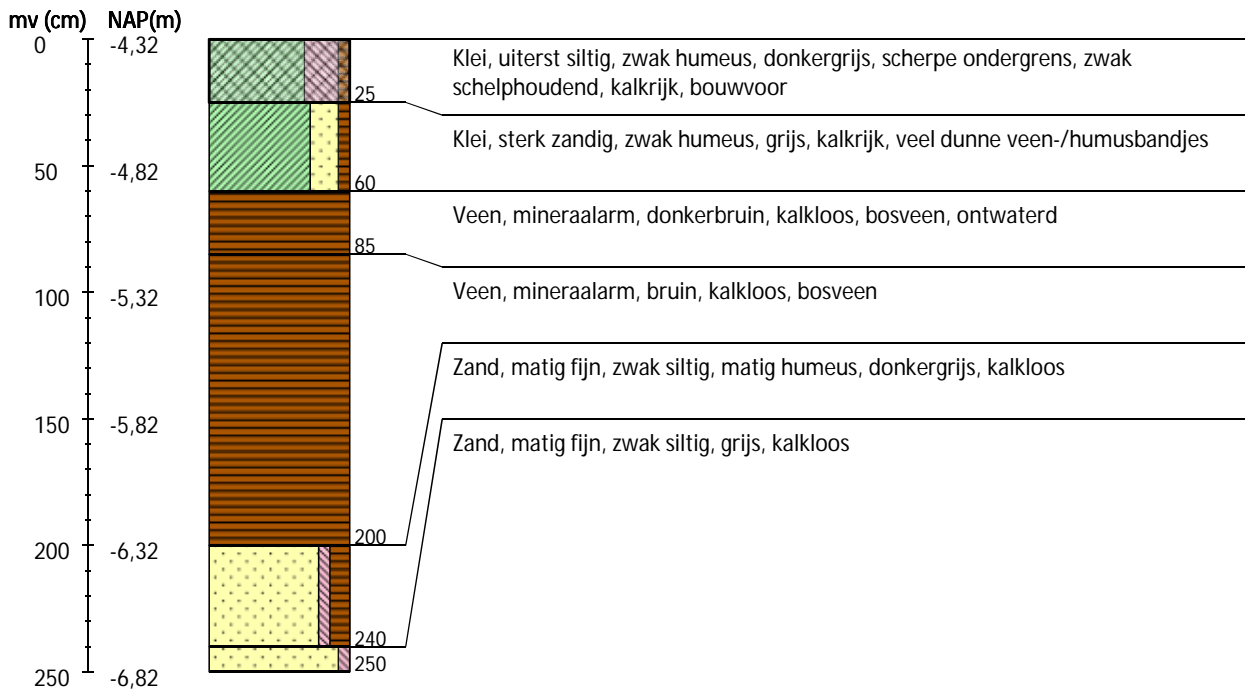 mv (cm) NAP(m)
0 -4,32
Klei, uiterst siltig, zwak humeus, donkergrijs, scherpe ondergrens, zwak
schelphoudend, kalkrijk, bouwvoor
25
Klei, sterk zandig, zwak humeus, grijs, kalkrijk, veel dunne veen-/humusbandjes
50 -4,82
60
Veen, mineraalarm, donkerbruin, kalkloos, bosveen, ontwaterd
85
Veen, mineraalarm, bruin, kalkloos, bosveen
100 -5,32
Zand, matig fijn, zwak siltig, matig humeus, donkergrijs, kalkloos
150 -5,82
Zand, matig fijn, zwak siltig, grijs, kalkloos
200
200 -6,32
240
250
250 -6,82